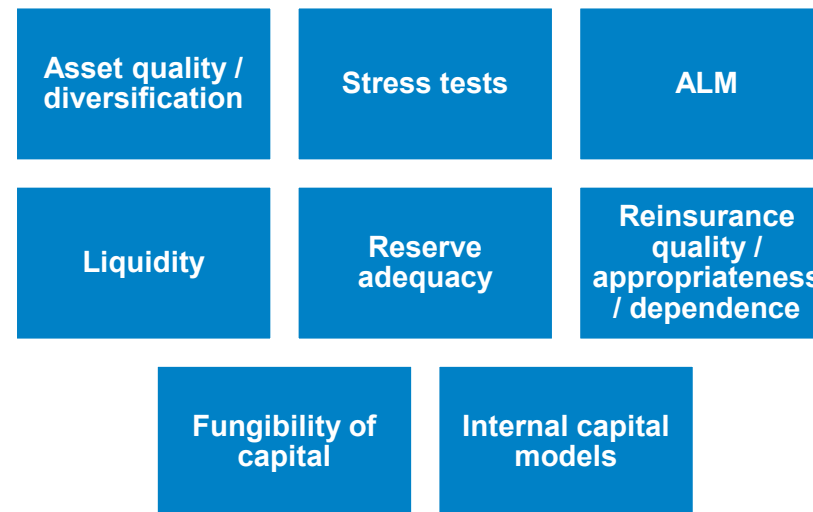 Asset quality /
diversification
Stress tests
ALM
Liquidity
Reserve
adequacy
Reinsurance
quality /
appropriateness
/ dependence
Fungibility of
capital
Internal capital
models